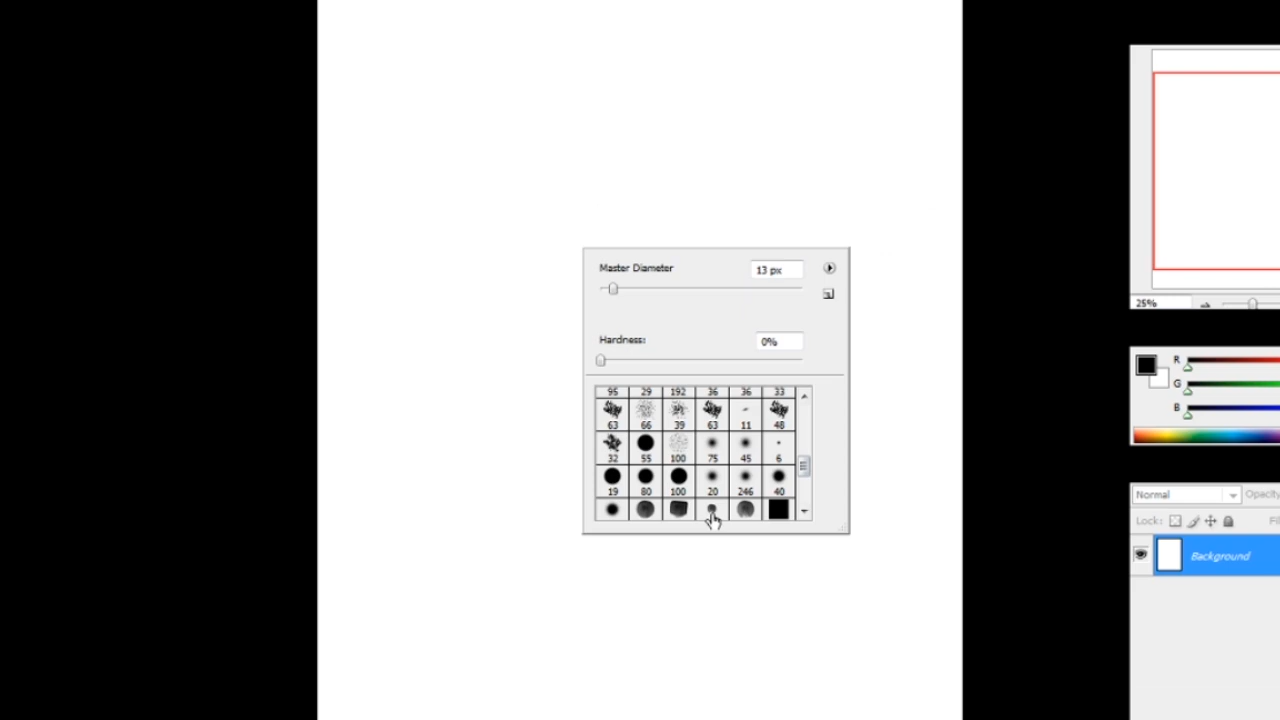 Master Diameter 13 px
Hardness: 0%
95 29 192 36 36 33
63 66 39 63 11 48
32 55 100 75 45 6
19 80 100 20 246 40
25%
R
G
B
Normal Opacity
Lock:
Background